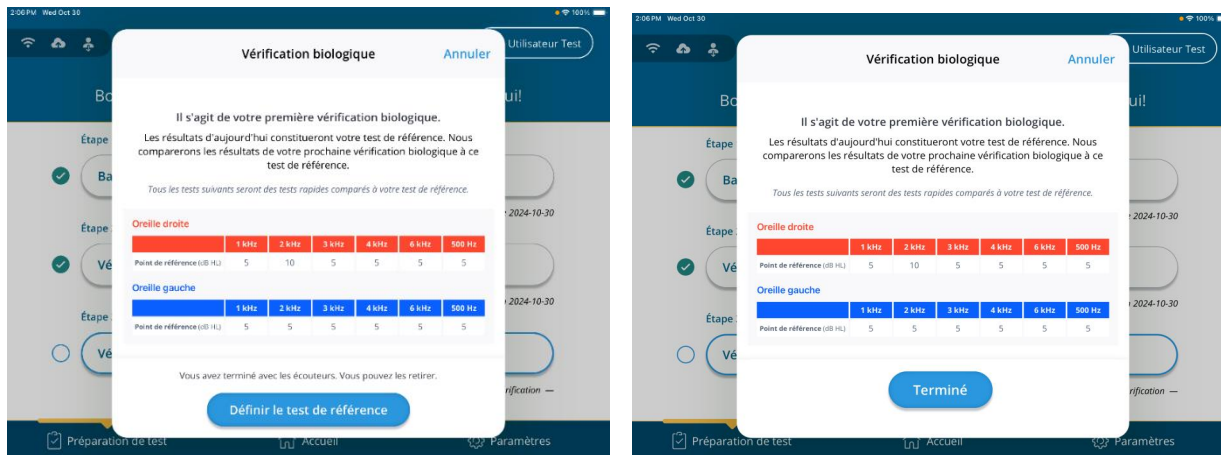 2:06 PM Wed Oct 30
100%
Utilisateur Test
Vérification biologique
Annuler
Bo
ui!
Il s'agit de votre première vérification biologique.
Les résultats d'aujourd'hui constitueront votre test de référence. Nous
comparerons les résultats de votre prochaine vérification biologique à ce
test de référence.
Tous les tests suivants seront des tests rapides comparés à votre test de référence.
Étape
Ba
2024-10-30
Étape
Vé
2024-10-30
Étape
Vé
rification —
Oreille droite
1 kHz 2 kHz 3 kHz 4 kHz 6 kHz 500 Hz
Point de référence (dB HL) 5 10 5 5 5 5
Oreille gauche
1 kHz 2 kHz 3 kHz 4 kHz 6 kHz 500 Hz
Point de référence (dB HL) 5 5 5 5 5 5
Vous avez terminé avec les écouteurs. Vous pouvez les retirer.
Définir le test de référence
Préparation de test
Accueil
Paramètres
2:06 PM Wed Oct 30
100%
Utilisateur Test
Vérification biologique
Annuler
Bo
ui!
Il s'agit de votre première vérification biologique.
Les résultats d'aujourd'hui constitueront votre test de référence. Nous
comparerons les résultats de votre prochaine vérification biologique à ce
test de référence.
Tous les tests suivants seront des tests rapides comparés à votre test de référence.
Étape
Ba
2024-10-30
Étape
Vé
2024-10-30
Étape
Vé
rification —
Oreille droite
1 kHz 2 kHz 3 kHz 4 kHz 6 kHz 500 Hz
Point de référence (dB HL) 5 10 5 5 5 5
Oreille gauche
1 kHz 2 kHz 3 kHz 4 kHz 6 kHz 500 Hz
Point de référence (dB HL) 5 5 5 5 5 5
Terminé
Préparation de test
Accueil
Paramètres